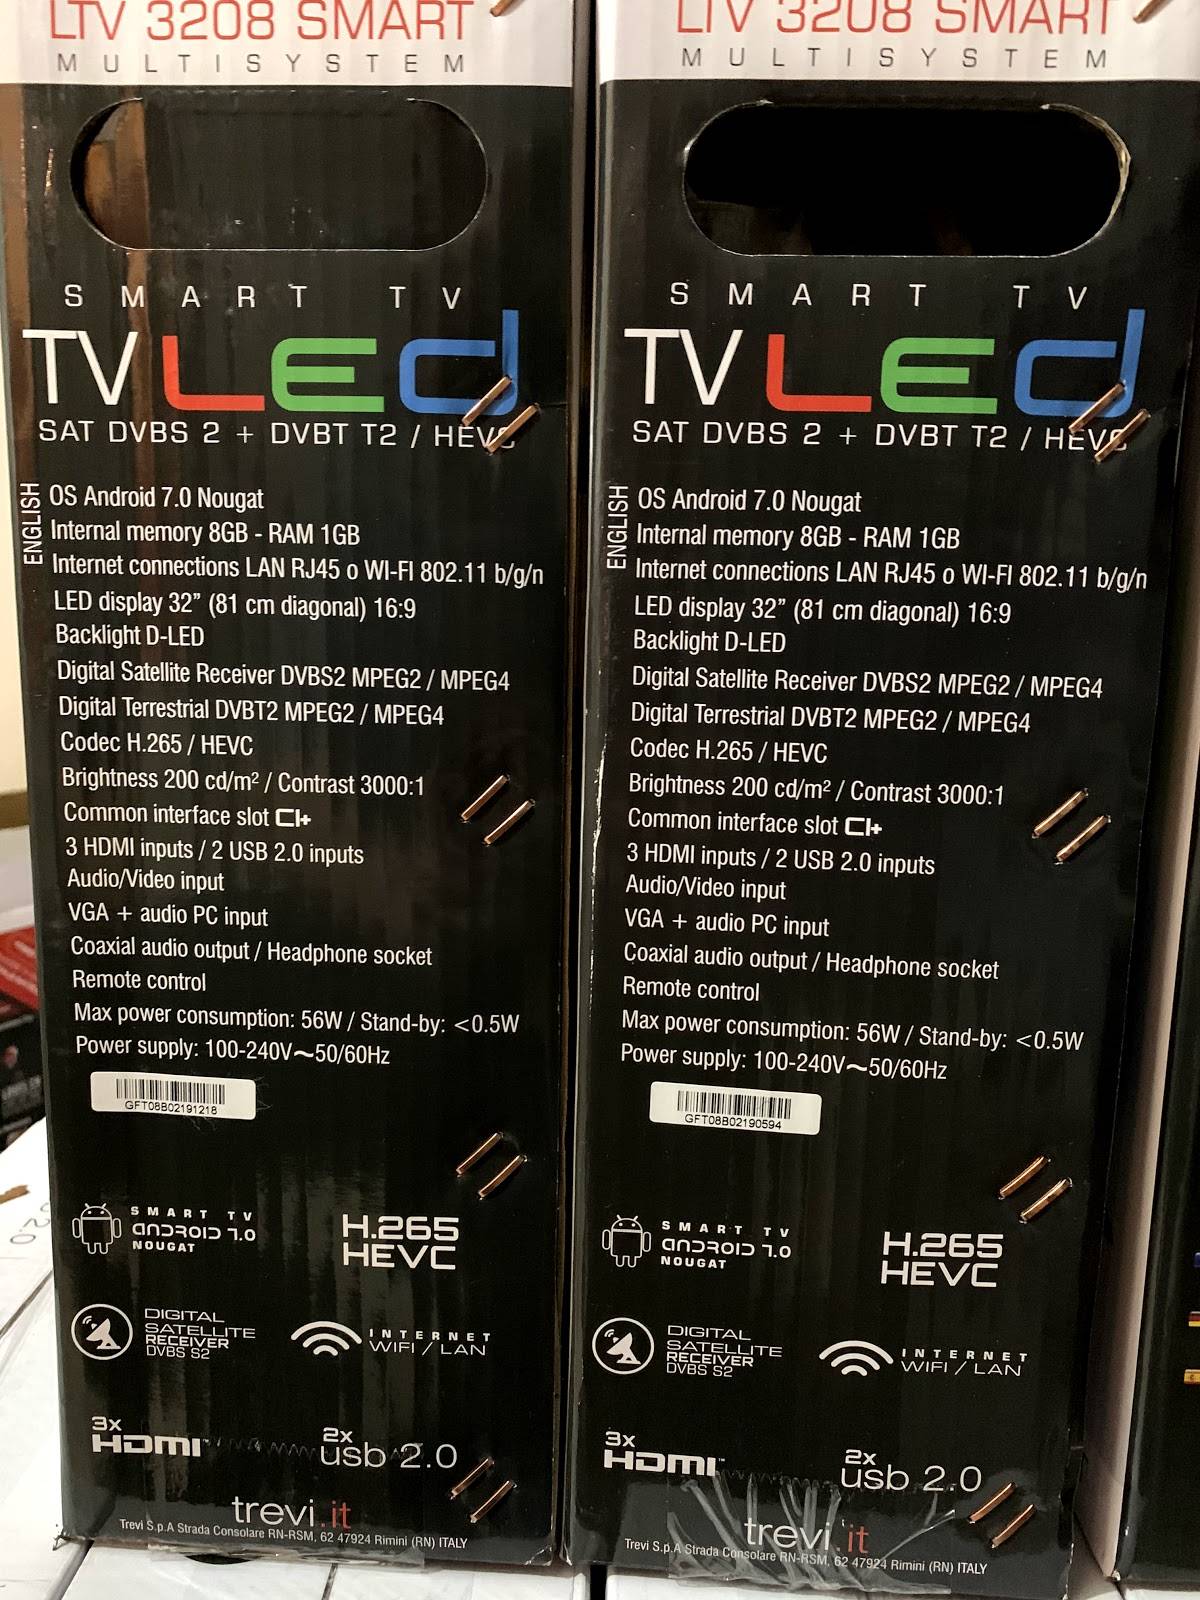 LTV 3208 SMART
MULTISYSTEM
SMART TV
TV LED
SAT DVBS 2 + DVBT T2 / HEVC
ENGLISH
OS Android 7.0 Nougat
Internal memory 8GB - RAM 1GB
Internet connections LAN RJ45 o WI-FI 802.11 b/g/n
LED display 32” (81 cm diagonal) 16:9
Backlight D-LED
Digital Satellite Receiver DVBS2 MPEG2 / MPEG4
Digital Terrestrial DVBT2 MPEG2 / MPEG4
Codec H.265 / HEVC
Brightness 200 cd/m² / Contrast 3000:1
Common interface slot CI+
3 HDMI inputs / 2 USB 2.0 inputs
Audio/Video input
VGA + audio PC input
Coaxial audio output / Headphone socket
Remote control
Max power consumption: 56W / Stand-by: <0.5W
Power supply: 100-240V~50/60Hz
GFT08B02191218
SMART TV
ANDROID 7.0
NOUGAT
H.265
HEVC
DIGITAL
SATELLITE
RECEIVER
DVBS S2
INTERNET
WIFI / LAN
3x
HDMI™
2x
usb 2.0
trevi.it
Trevi S.p.A Strada Consolare RN-RSM, 62 47924 Rimini (RN) ITALY
LTV 3208 SMART
MULTISYSTEM
SMART TV
TV LED
SAT DVBS 2 + DVBT T2 / HEVC
ENGLISH
OS Android 7.0 Nougat
Internal memory 8GB - RAM 1GB
Internet connections LAN RJ45 o WI-FI 802.11 b/g/n
LED display 32” (81 cm diagonal) 16:9
Backlight D-LED
Digital Satellite Receiver DVBS2 MPEG2 / MPEG4
Digital Terrestrial DVBT2 MPEG2 / MPEG4
Codec H.265 / HEVC
Brightness 200 cd/m² / Contrast 3000:1
Common interface slot CI+
3 HDMI inputs / 2 USB 2.0 inputs
Audio/Video input
VGA + audio PC input
Coaxial audio output / Headphone socket
Remote control
Max power consumption: 56W / Stand-by: <0.5W
Power supply: 100-240V~50/60Hz
GFT08B02190594
SMART TV
ANDROID 7.0
NOUGAT
H.265
HEVC
DIGITAL
SATELLITE
RECEIVER
DVBS S2
INTERNET
WIFI / LAN
3x
HDMI™
2x
usb 2.0
trevi.it
Trevi S.p.A Strada Consolare RN-RSM, 62 47924 Rimini (RN) ITALY